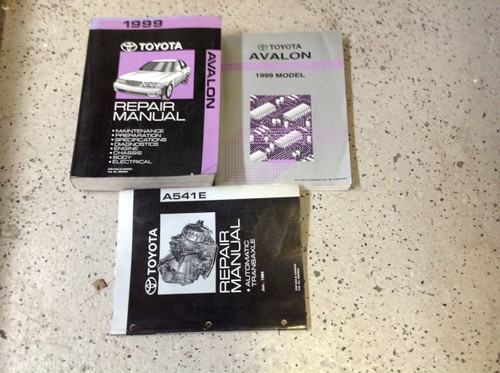 1999
TOYOTA
AVALON
REPAIR
MANUAL
• MAINTENANCE
• PREPARATION
• SPECIFICATIONS
• DIAGNOSTICS
• ENGINE
• CHASSIS
• BODY
• ELECTRICAL
TOYOTA
AVALON
1999 MODEL
A541E
TOYOTA
REPAIR
MANUAL
• AUTOMATIC
TRANSAXLE